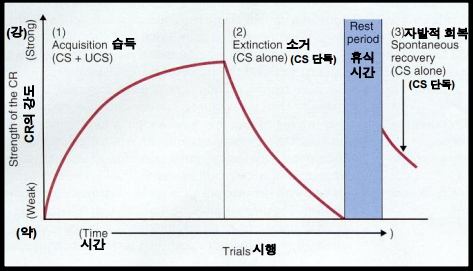 (강)
(Strong)
Strength of the CR
CR의 강도
(Weak)
(약)
(1)
Acquisition 습득
(CS + UCS)
(2)
Extinction 소거
(CS alone) (CS 단독)
Rest
period
휴식
시간
(3)자발적 회복
Spontaneous
recovery
(CS alone)
(CS 단독)
(Time )
시간
Trials 시행